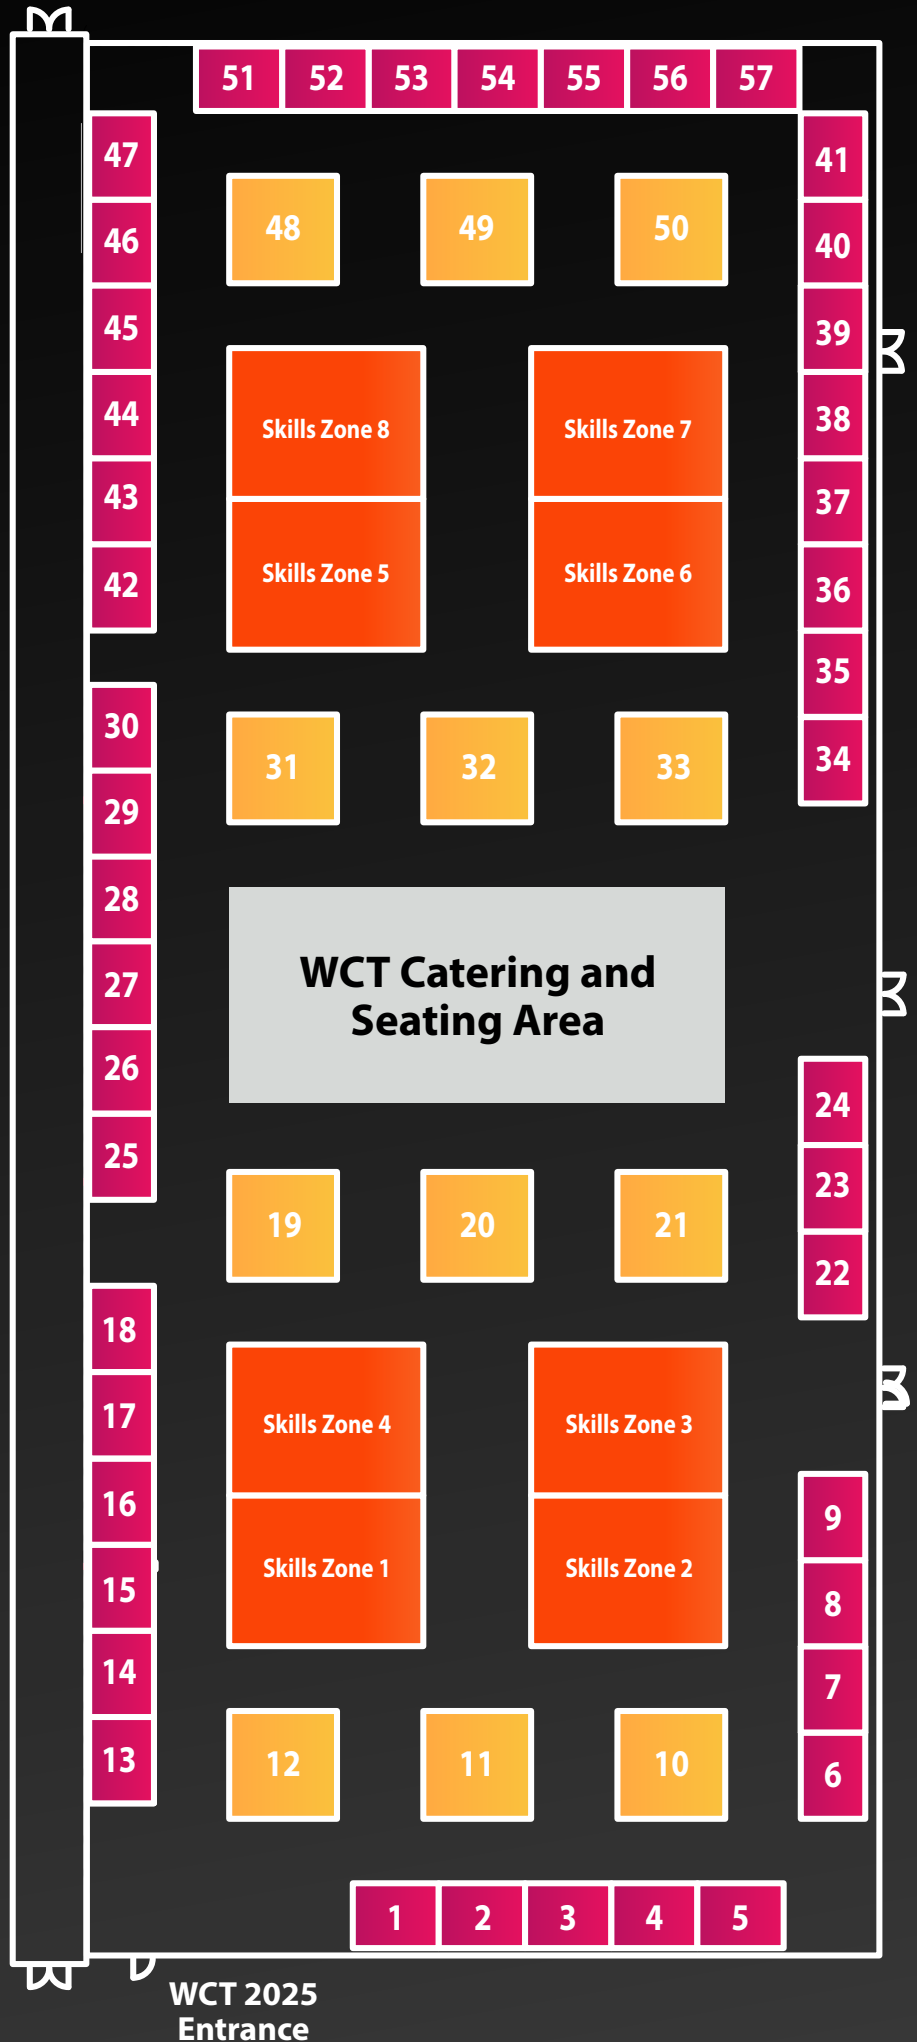 51 52 53 54 55 56 57
47
41
46
40
48 49 50
45
39
44
38
Skills Zone 8 Skills Zone 7
43
37
42
36
Skills Zone 5 Skills Zone 6
35
30
34
31 32 33
29
28
27
WCT Catering and
Seating Area
26
24
25
23
19 20 21
22
18
17
Skills Zone 4 Skills Zone 3
16
9
15
8
Skills Zone 1 Skills Zone 2
14
7
13
6
12 11 10
1 2 3 4 5
WCT 2025
Entrance